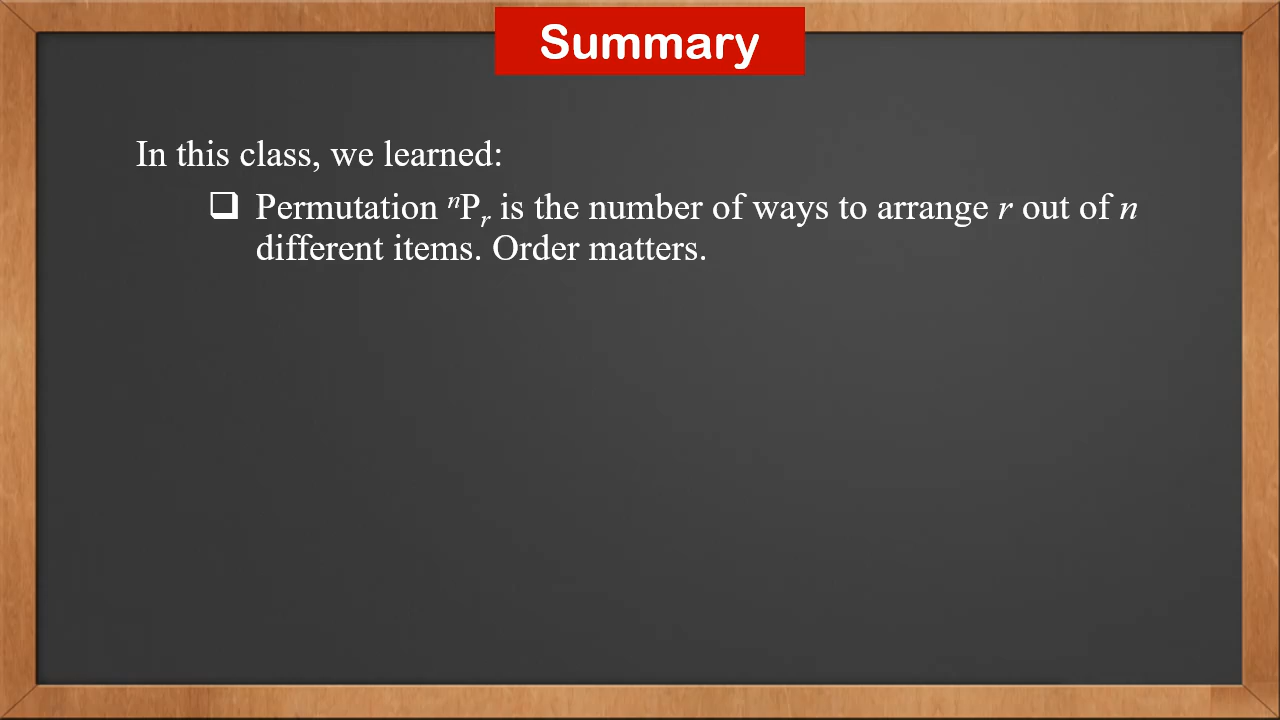 Summary
In this class, we learned:
❑ Permutation ⁿPᵣ is the number of ways to arrange r out of n
different items. Order matters.